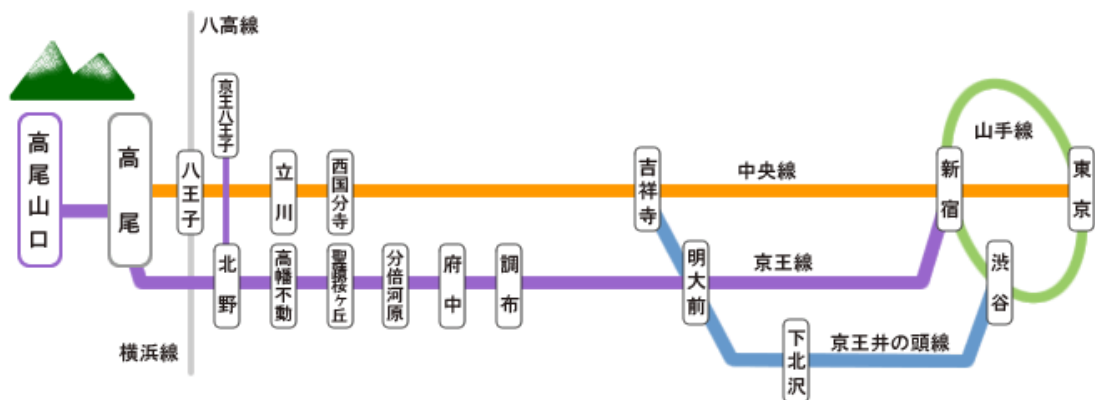 八高線
高尾山口
高尾
八王子
京王八王子
立川
西国分寺
吉祥寺
中央線
新宿
山手線
東京
北野
高幡不動
聖蹟桜ヶ丘
分倍河原
府中
調布
明大前
京王線
渋谷
横浜線
下北沢
京王井の頭線